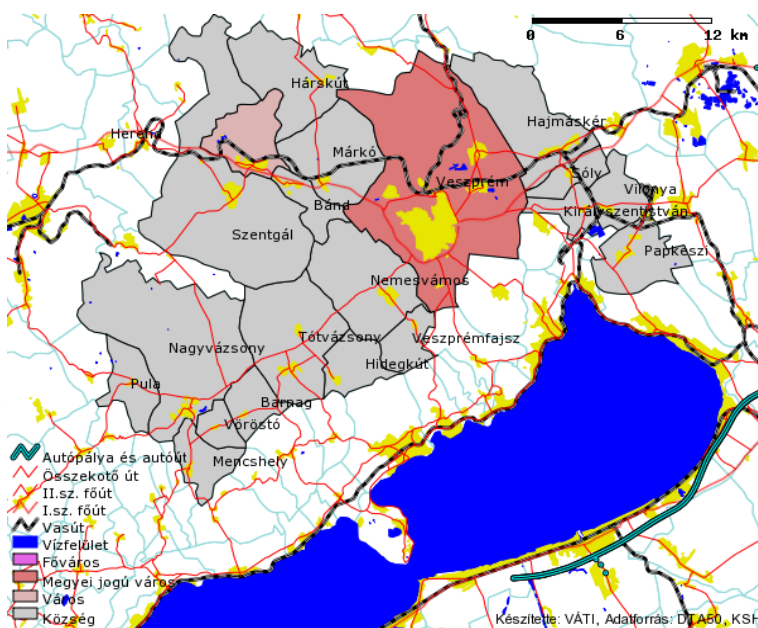 0 6 12 km
Hárskút
Hajmáskér
Herend
Márkó
Sóly
Veszprém
Vilonya
Bánd
Királyszentistván
Szentgál
Papkeszi
Nemesvámos
Tótvázsony
Veszprémfajsz
Nagyvázsony
Hidegkút
Pula
Barnag
Vöröstó
Mencshely
Autópálya és autóút
Összekötő út
II.sz. főút
I.sz. főút
Vasút
Vízfelület
Főváros
Megyei jogú város
Város
Község
Készítette: VÁTI, Adatforrás: DTA50, KSH